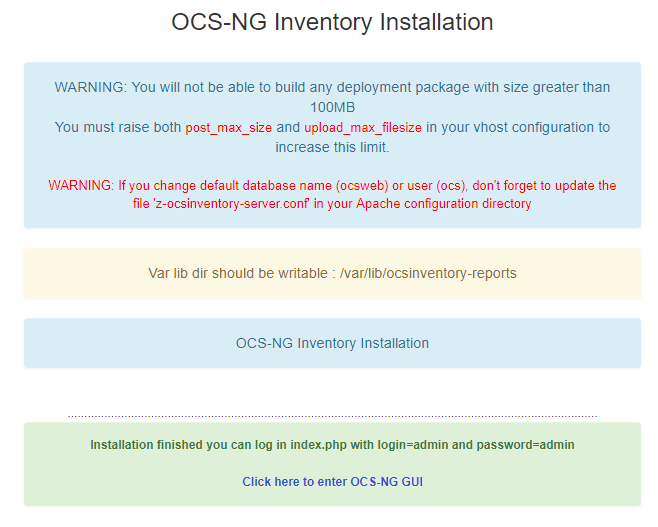 OCS-NG Inventory Installation
WARNING: You will not be able to build any deployment package with size greater than
100MB
You must raise both post_max_size and upload_max_filesize in your vhost configuration to
increase this limit.
WARNING: If you change default database name (ocsweb) or user (ocs), don't forget to update the
file 'z-ocsinventory-server.conf' in your Apache configuration directory
Var lib dir should be writable : /var/lib/ocsinventory-reports
OCS-NG Inventory Installation
Installation finished you can log in index.php with login=admin and password=admin
Click here to enter OCS-NG GUI